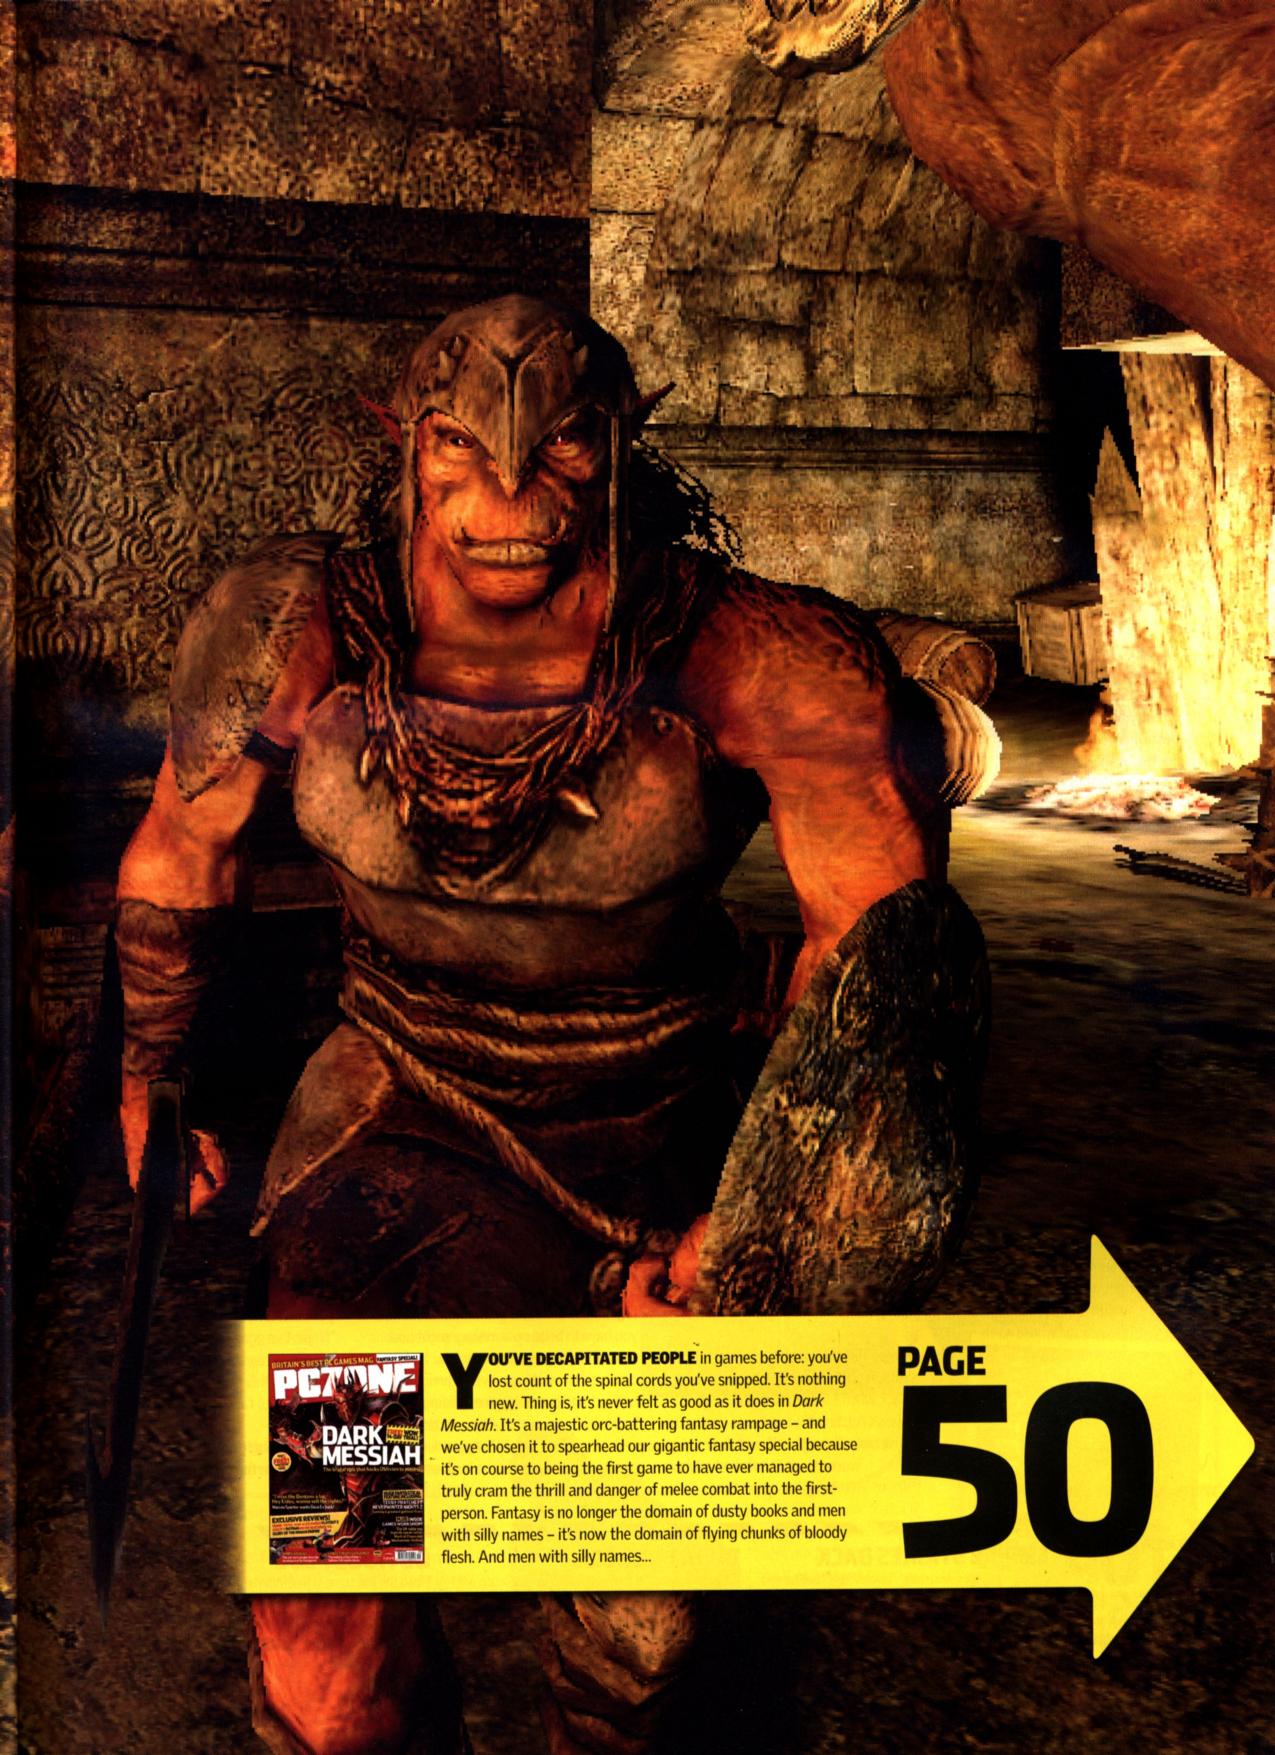 YOU'VE DECAPITATED PEOPLE in games before: you've
lost count of the spinal cords you've snipped. It's nothing
new. Thing is, it's never felt as good as it does in Dark
Messiah. It's a majestic orc-battering fantasy rampage – and
we've chosen it to spearhead our gigantic fantasy special because
it's on course to being the first game to have ever managed to
truly cram the thrill and danger of melee combat into the first-
person. Fantasy is no longer the domain of dusty books and men
with silly names – it's now the domain of flying chunks of bloody
flesh. And men with silly names...
PAGE
50
BRITAIN'S BEST PC GAMES MAG
FANTASY SPECIAL!
PCZONE
DARK
MESSIAH
EXCLUSIVE REVIEWS!